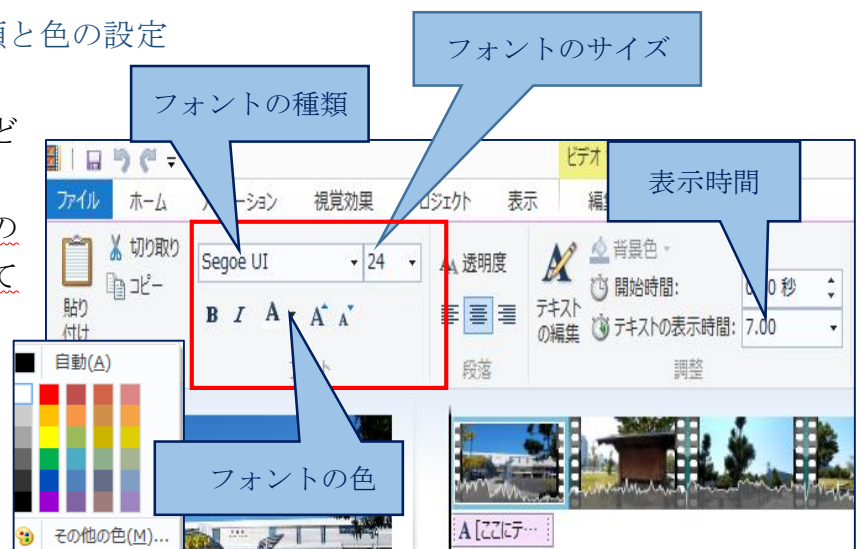 類と色の設定
フォントのサイズ
フォントの種類
ど
の
て
表示時間
ビデオ
ファイル ホーム ーション 視覚効果 ロジェクト 表示 編
切り取り
コピー
貼り
付け
Segoe UI 24
B I A A A
透明度
段落
テキスト
の編集
背景色
開始時間: 0 秒
テキストの表示時間: 7.00
調整
自動(A)
その他の色(M)...
フォントの色
A [ここにテ…